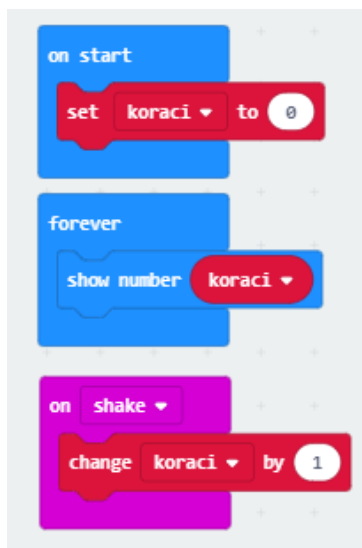 on start
set koraci to 0
forever
show number koraci
on shake
change koraci by 1